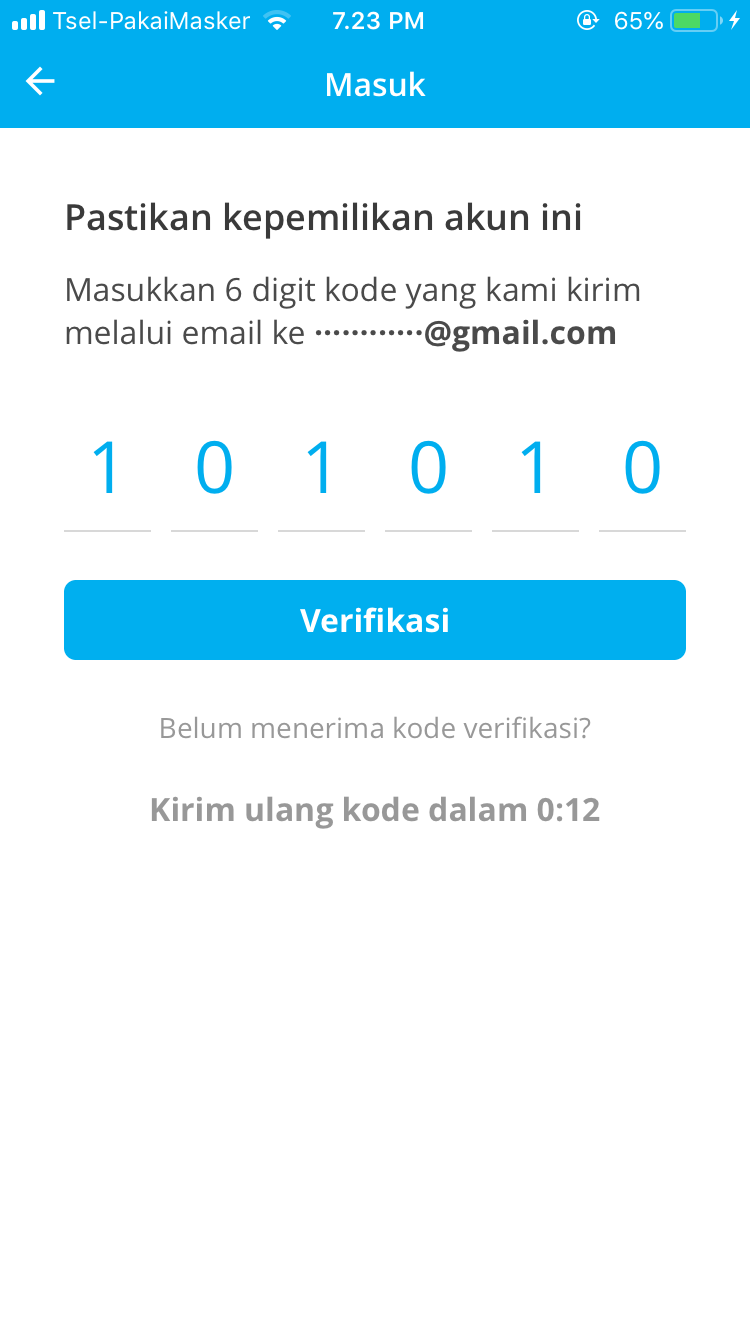 Tsel-PakaiMasker 7.23 PM 65%
Masuk
Pastikan kepemilikan akun ini
Masukkan 6 digit kode yang kami kirim
melalui email ke ············@gmail.com
1 0 1 0 1 0
Verifikasi
Belum menerima kode verifikasi?
Kirim ulang kode dalam 0:12